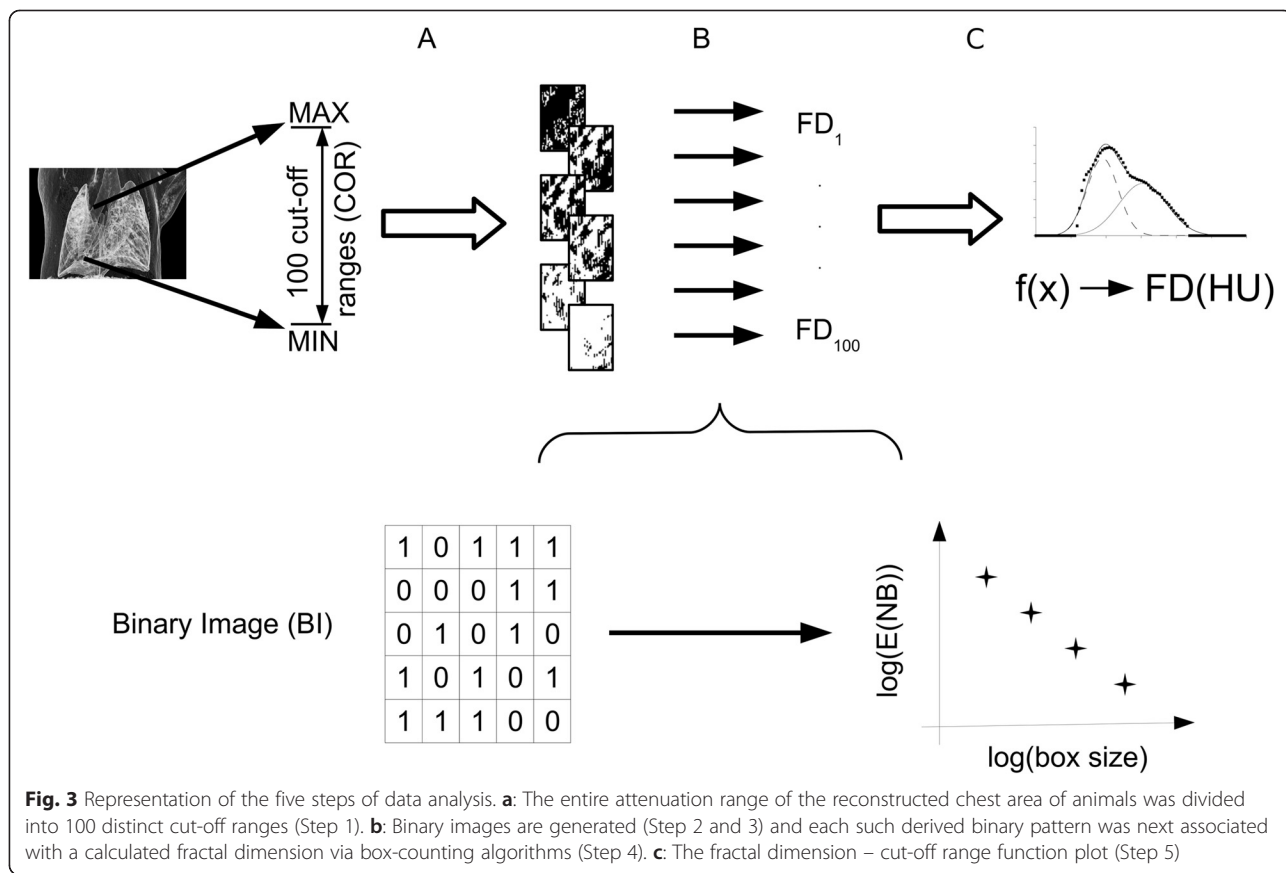 A B C
MAX
100 cut-off
ranges (COR)
MIN
FD1
.
.
.
.
FD100
f(x) → FD(HU)
Binary Image (BI)
1 0 1 1 1
0 0 0 1 1
0 1 0 1 0
1 0 1 0 1
1 1 1 0 0
log(E(NB))
log(box size)
Fig. 3 Representation of the five steps of data analysis. a: The entire attenuation range of the reconstructed chest area of animals was divided
into 100 distinct cut-off ranges (Step 1). b: Binary images are generated (Step 2 and 3) and each such derived binary pattern was next associated
with a calculated fractal dimension via box-counting algorithms (Step 4). c: The fractal dimension – cut-off range function plot (Step 5)